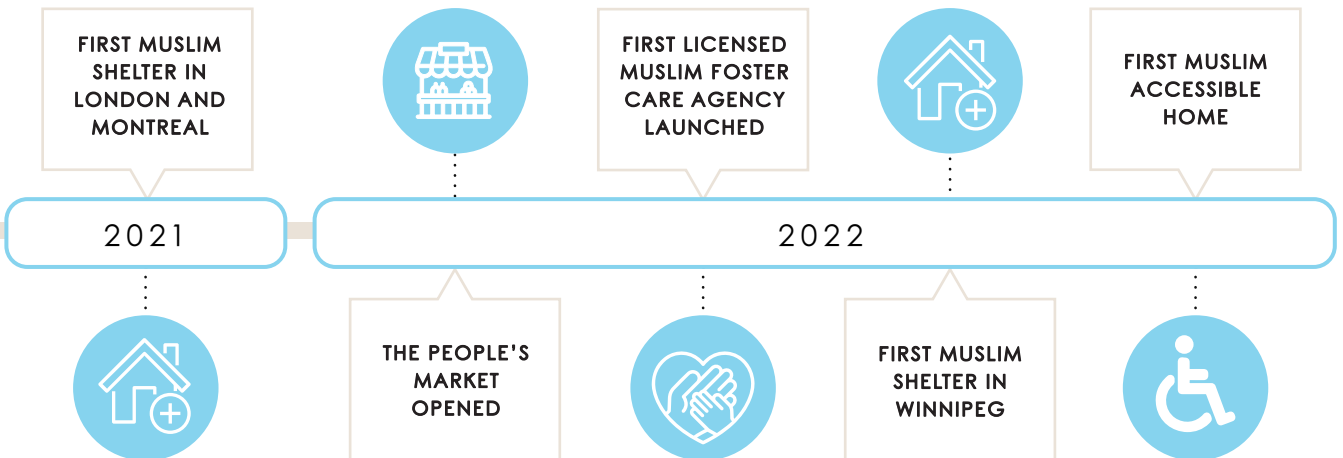 FIRST MUSLIM
SHELTER IN
LONDON AND
MONTREAL
FIRST LICENSED
MUSLIM FOSTER
CARE AGENCY
LAUNCHED
FIRST MUSLIM
ACCESSIBLE
HOME
2021
2022
THE PEOPLE'S
MARKET
OPENED
FIRST MUSLIM
SHELTER IN
WINNIPEG